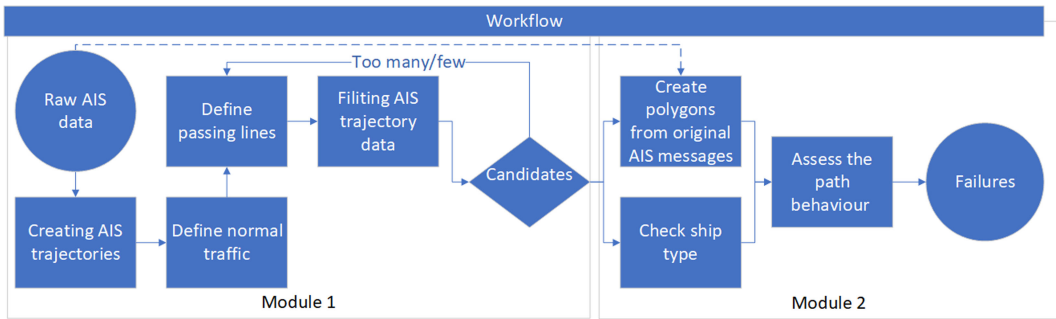 Workflow
Too many/few
Raw AIS
data
Define
passing lines
Filiting AIS
trajectory
data
Candidates
Create
polygons
from original
AIS messages
Assess the
path
behaviour
Failures
Creating AIS
trajectories
Define normal
traffic
Check ship
type
Module 1
Module 2